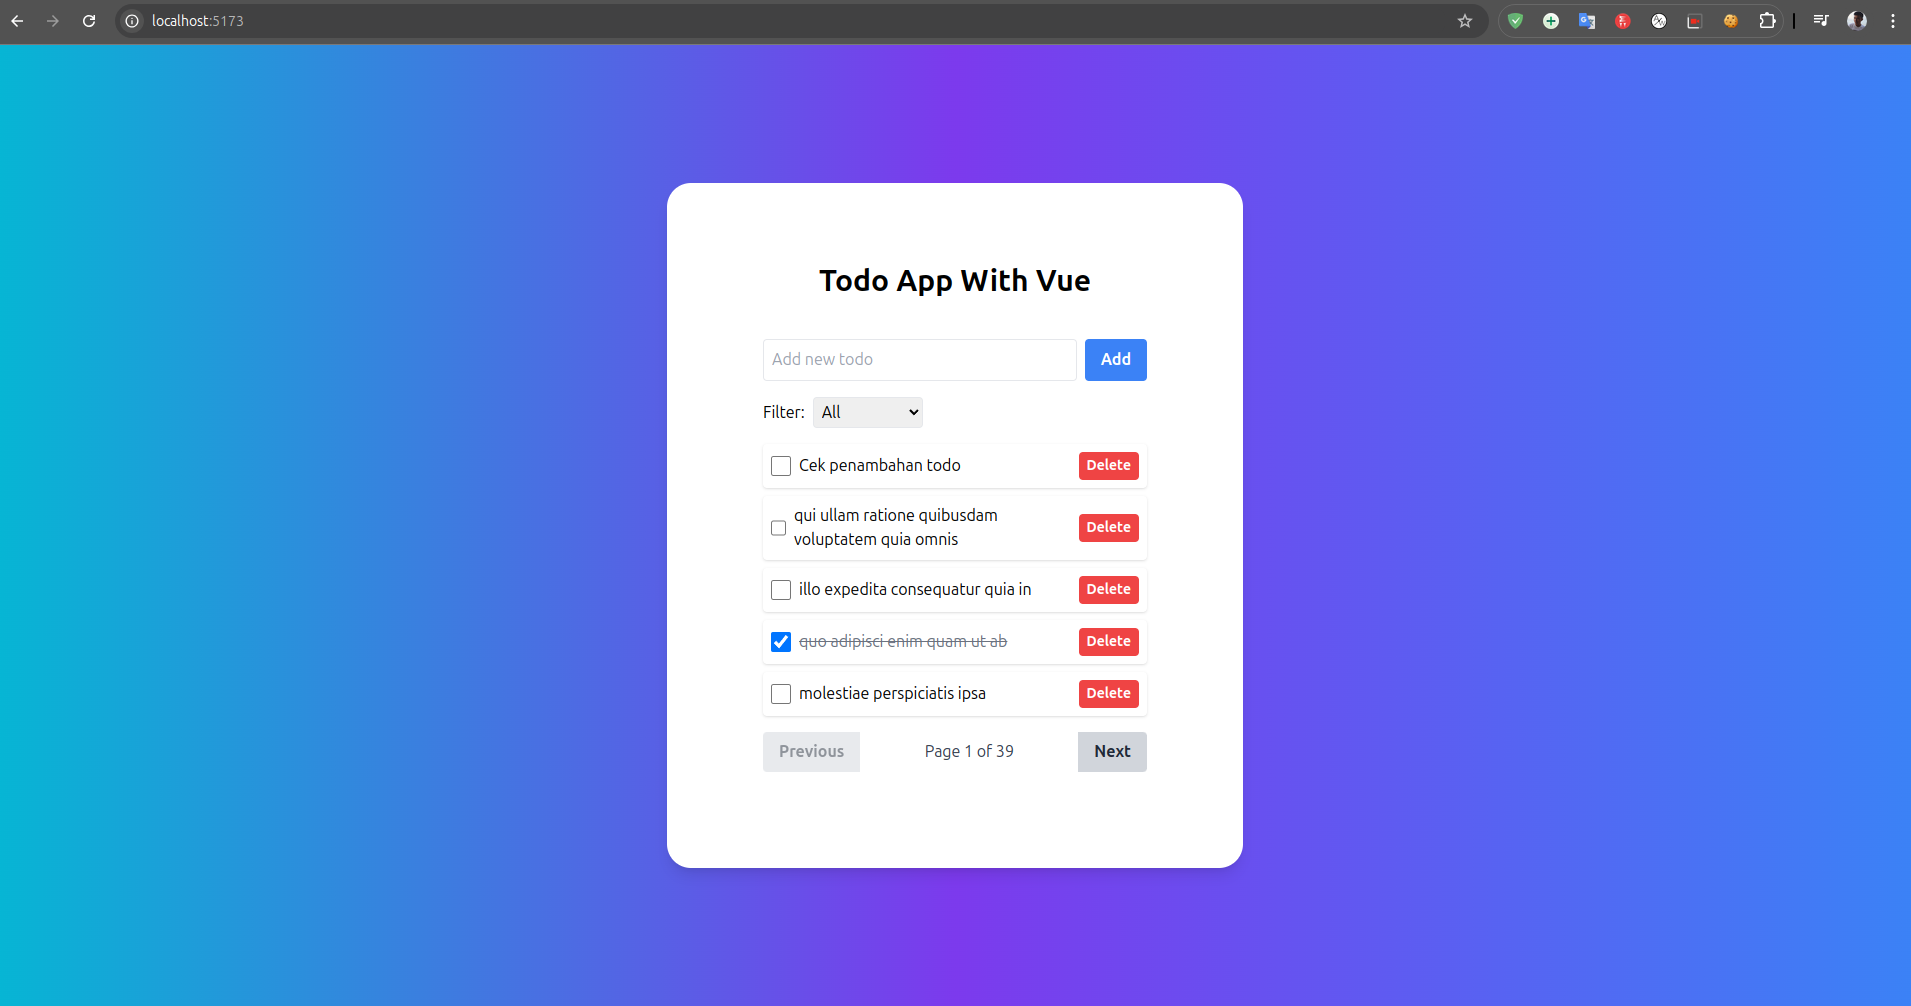 localhost:5173
Todo App With Vue
Add new todo
Add
Filter: All
Cek penambahan todo
Delete
qui ullam ratione quibusdam
voluptatem quia omnis
Delete
illo expedita consequatur quia in
Delete
quo adipisci enim quam ut ab
Delete
molestiae perspiciatis ipsa
Delete
Previous
Page 1 of 39
Next